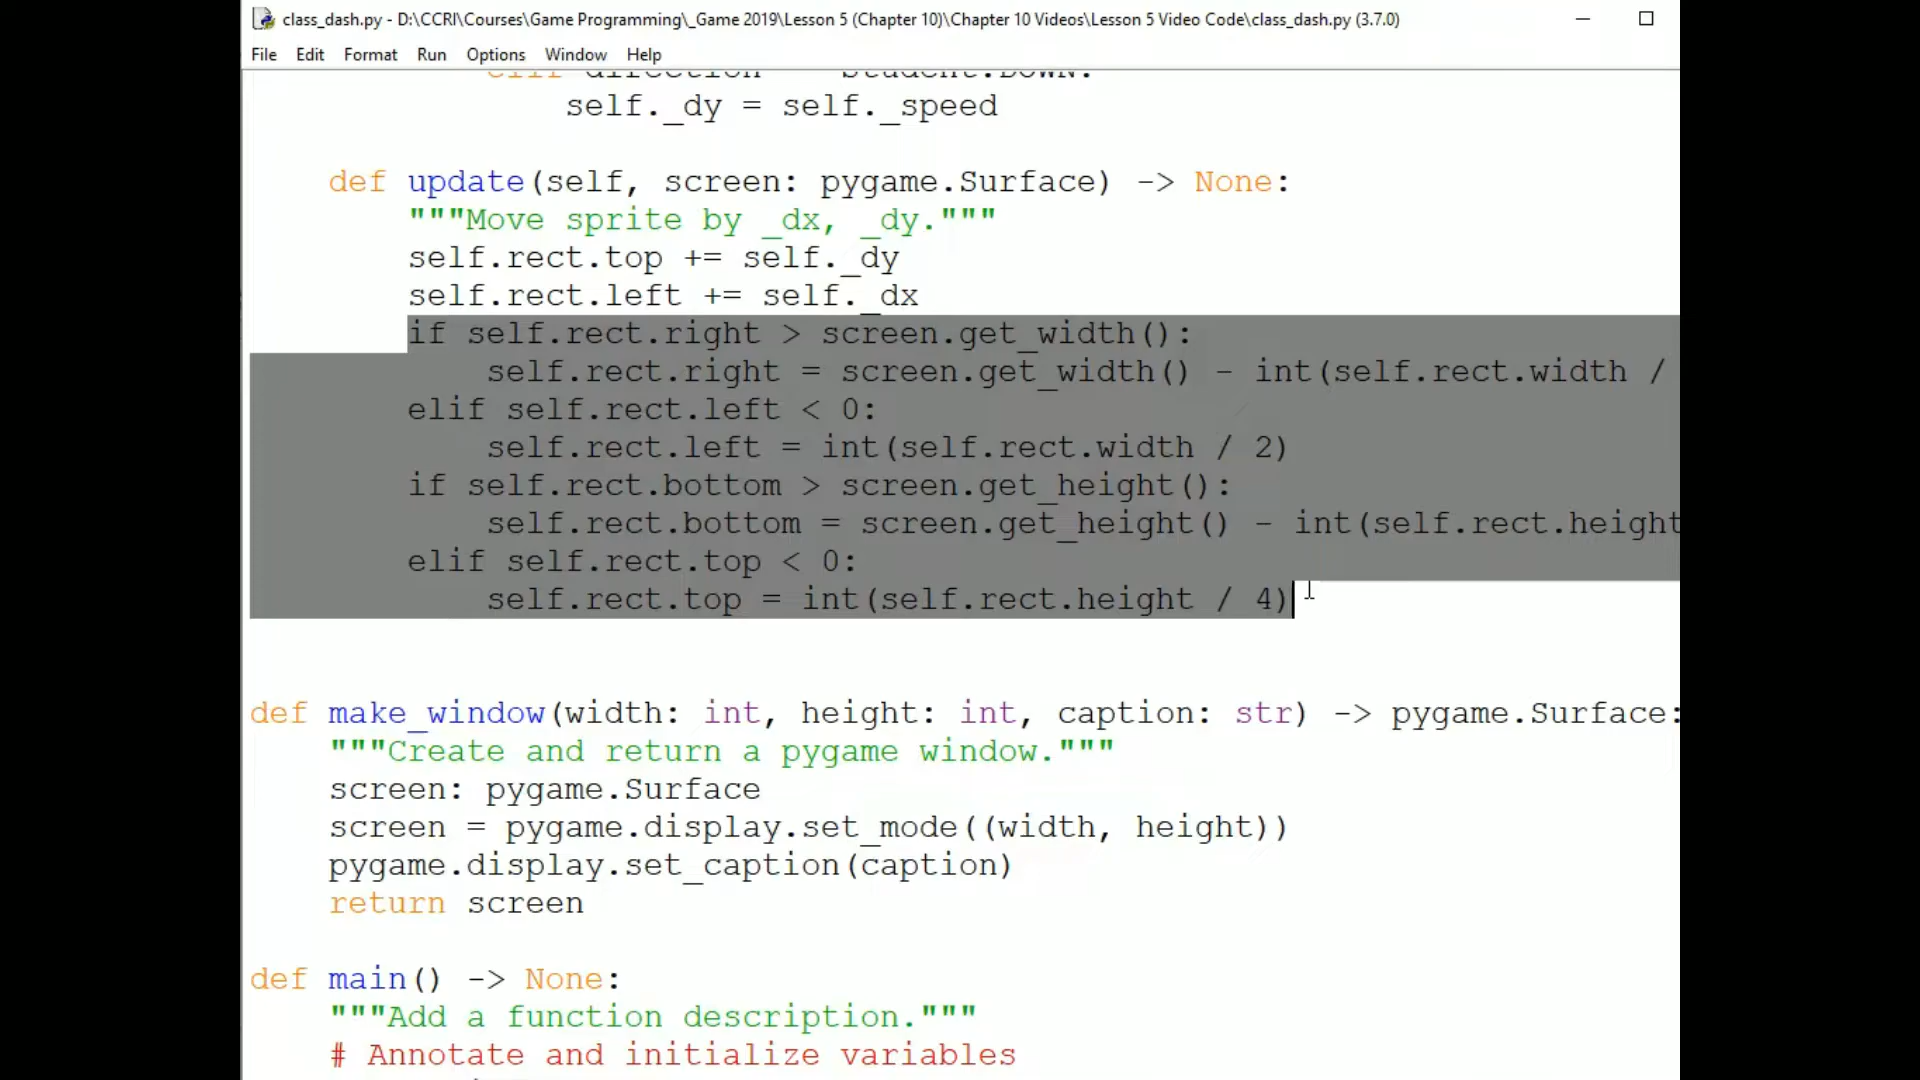 class_dash.py - D:\CCRI\Courses\Game Programming\_Game 2019\Lesson 5 (Chapter 10)\Chapter 10 Videos\Lesson 5 Video Code\class_dash.py (3.7.0)
File Edit Format Run Options Window Help
elif direction == Student.DOWN:
self._dy = self._speed
def update(self, screen: pygame.Surface) -> None:
"""Move sprite by _dx, _dy."""
self.rect.top += self._dy
self.rect.left += self._dx
if self.rect.right > screen.get_width():
self.rect.right = screen.get_width() - int(self.rect.width /
elif self.rect.left < 0:
self.rect.left = int(self.rect.width / 2)
if self.rect.bottom > screen.get_height():
self.rect.bottom = screen.get_height() - int(self.rect.height
elif self.rect.top < 0:
self.rect.top = int(self.rect.height / 4)
def make_window(width: int, height: int, caption: str) -> pygame.Surface:
"""Create and return a pygame window."""
screen: pygame.Surface
screen = pygame.display.set_mode((width, height))
pygame.display.set_caption(caption)
return screen
def main() -> None:
"""Add a function description."""
# Annotate and initialize variables